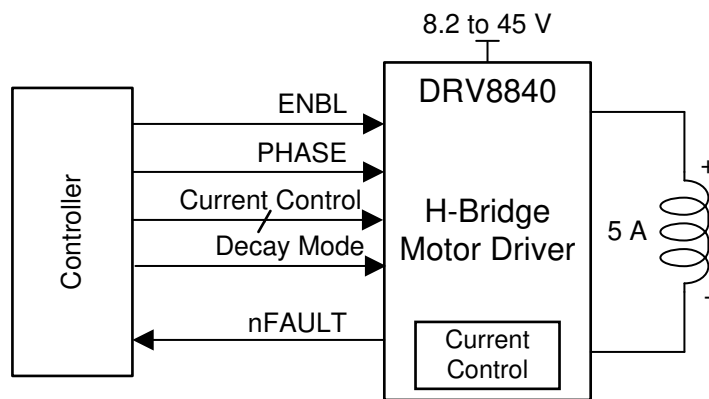 8.2 to 45 V
DRV8840
Controller
ENBL
PHASE
Current Control
Decay Mode
nFAULT
H-Bridge
Motor Driver
Current
Control
5 A
+
-